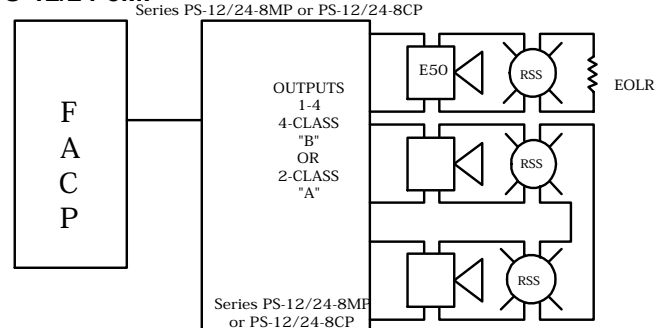 Series PS-12/24-8MP or PS-12/24-8CP
E50
RSS
EOLR
OUTPUTS
1-4
4-CLASS
"B"
OR
2-CLASS
"A"
F
A
C
P
RSS
RSS
Series PS-12/24-8MP
or PS-12/24-8CP